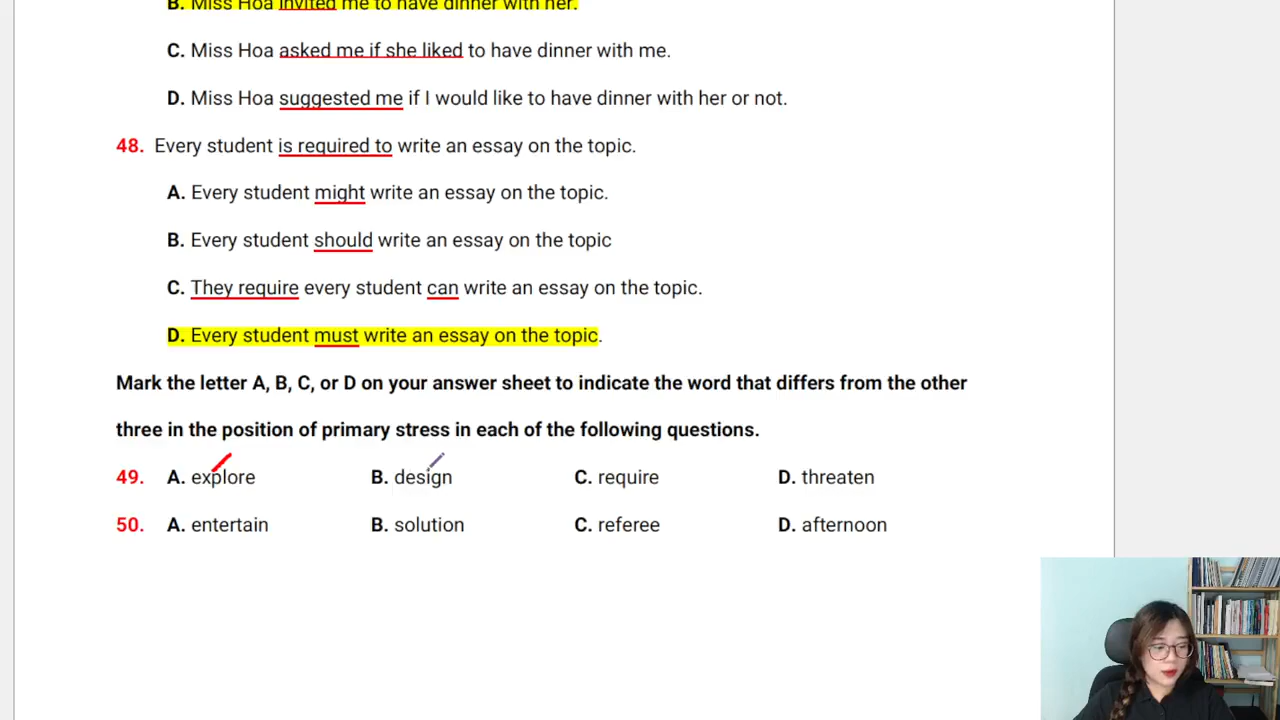 B. Miss Hoa invited me to have dinner with her.
C. Miss Hoa asked me if she liked to have dinner with me.
D. Miss Hoa suggested me if I would like to have dinner with her or not.
48. Every student is required to write an essay on the topic.
A. Every student might write an essay on the topic.
B. Every student should write an essay on the topic
C. They require every student can write an essay on the topic.
D. Every student must write an essay on the topic.
Mark the letter A, B, C, or D on your answer sheet to indicate the word that differs from the other
three in the position of primary stress in each of the following questions.
49. A. explore B. design C. require D. threaten
50. A. entertain B. solution C. referee D. afternoon